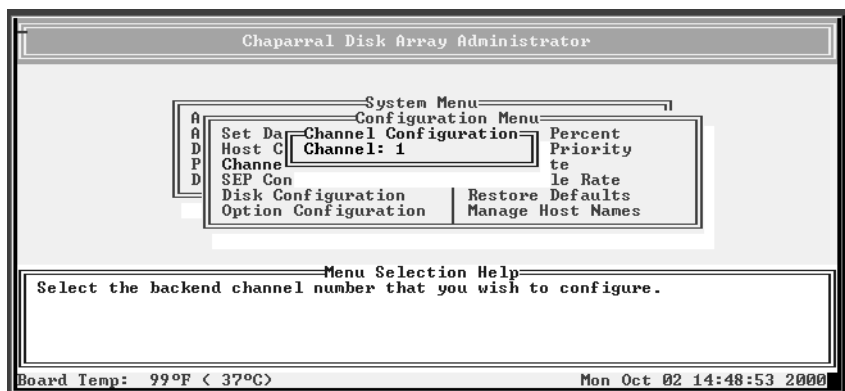 Chaparral Disk Array Administrator
System Menu
A
Configuration Menu
A Set Da Channel Configuration Percent
D Host C Channel: 1 Priority
P Channe te
D SEP Con le Rate
Disk Configuration Restore Defaults
Option Configuration Manage Host Names
Menu Selection Help
Select the backend channel number that you wish to configure.
Board Temp: 99ºF ( 37ºC) Mon Oct 02 14:48:53 2000